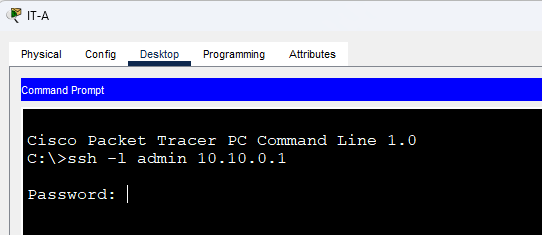 IT-A
Physical Config Desktop Programming Attributes
Command Prompt
Cisco Packet Tracer PC Command Line 1.0
C:\>ssh -l admin 10.10.0.1
Password: